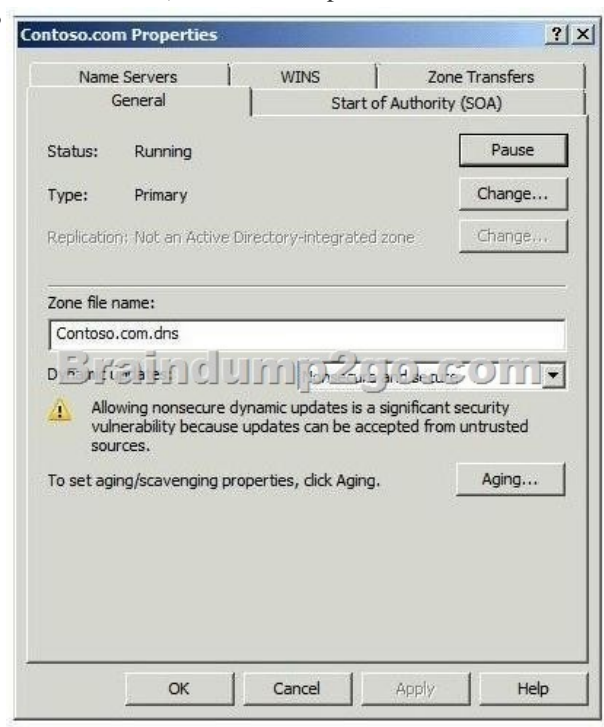 Contoso.com Properties
Name Servers WINS Zone Transfers
General Start of Authority (SOA)
Status: Running Pause
Type: Primary Change...
Replication: Not an Active Directory-integrated zone Change...
Zone file name:
Contoso.com.dns
Braindump2go.com
Allowing nonsecure dynamic updates is a significant security
vulnerability because updates can be accepted from untrusted
sources.
To set aging/scavenging properties, click Aging. Aging...
OK Cancel Apply Help